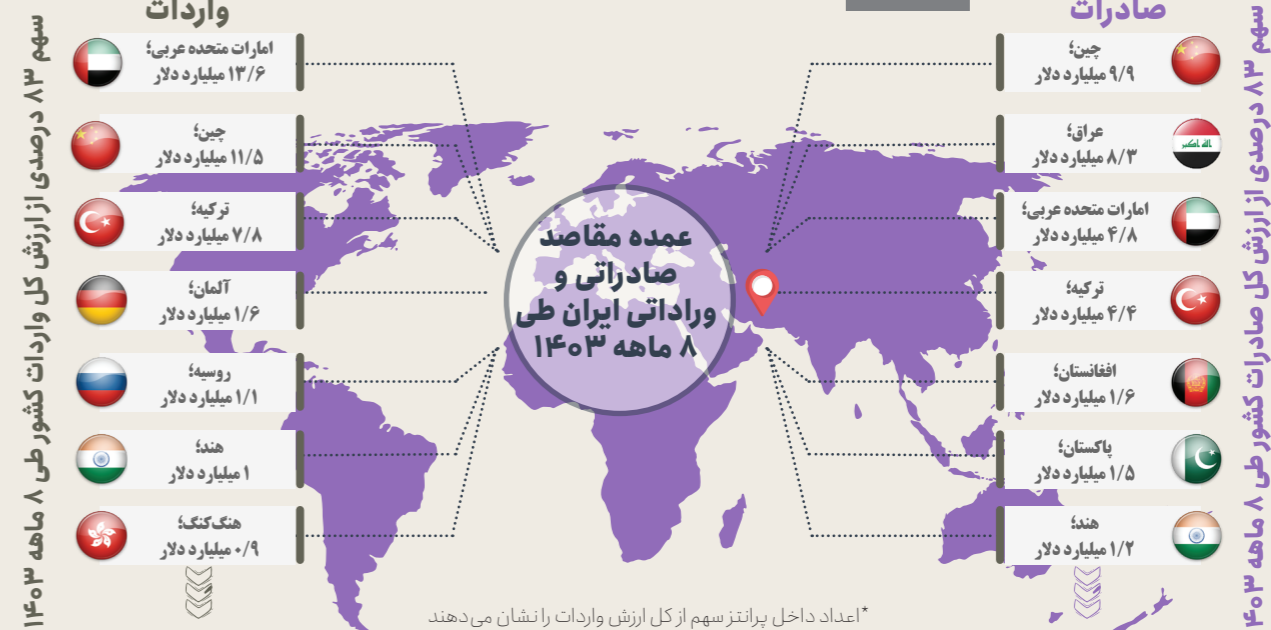 صادرات
چین؛
۹/۹ میلیارد دلار
عراق؛
۸/۳ میلیارد دلار
امارات متحده عربی؛
۴/۸ میلیارد دلار
ترکیه؛
۴/۴ میلیارد دلار
افغانستان؛
۱/۶ میلیارد دلار
پاکستان؛
۱/۵ میلیارد دلار
هند؛
۱/۲ میلیارد دلار
سهم ۸۳ درصدی از ارزش کل صادرات کشور طی ۸ ماهه ۱۴۰۳
عمده مقاصد
صادراتی و
وراداتی ایران طی
۸ ماهه ۱۴۰۳
واردات
امارات متحده عربی؛
۱۳/۶ میلیارد دلار
چین؛
۱۱/۵ میلیارد دلار
ترکیه؛
۷/۸ میلیارد دلار
آلمان؛
۱/۶ میلیارد دلار
روسیه؛
۱/۱ میلیارد دلار
هند؛
۱ میلیارد دلار
هنگ‌کنگ؛
۰/۹ میلیارد دلار
سهم ۸۳ درصدی از ارزش کل واردات کشور طی ۸ ماهه ۱۴۰۳
*اعداد داخل پرانتز سهم از کل ارزش واردات را نشان می‌دهند